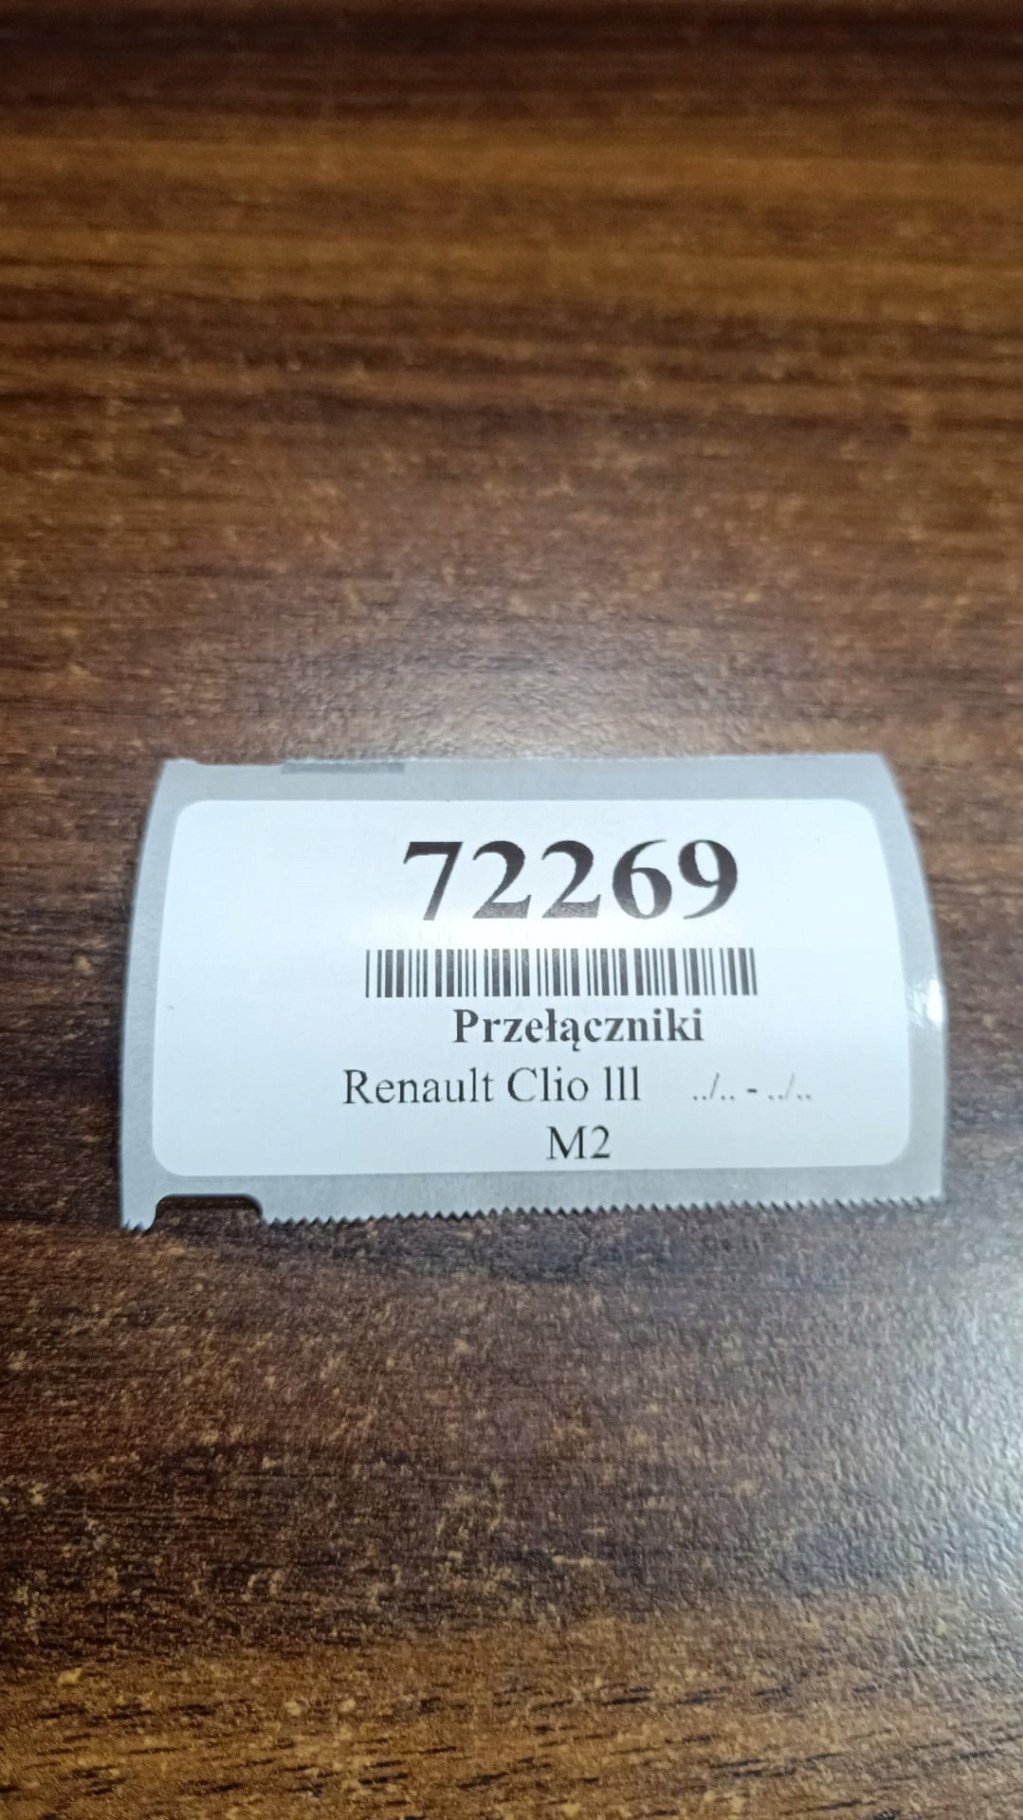 72269
Przełączniki
Renault Clio lll ../.. - ../..
M2